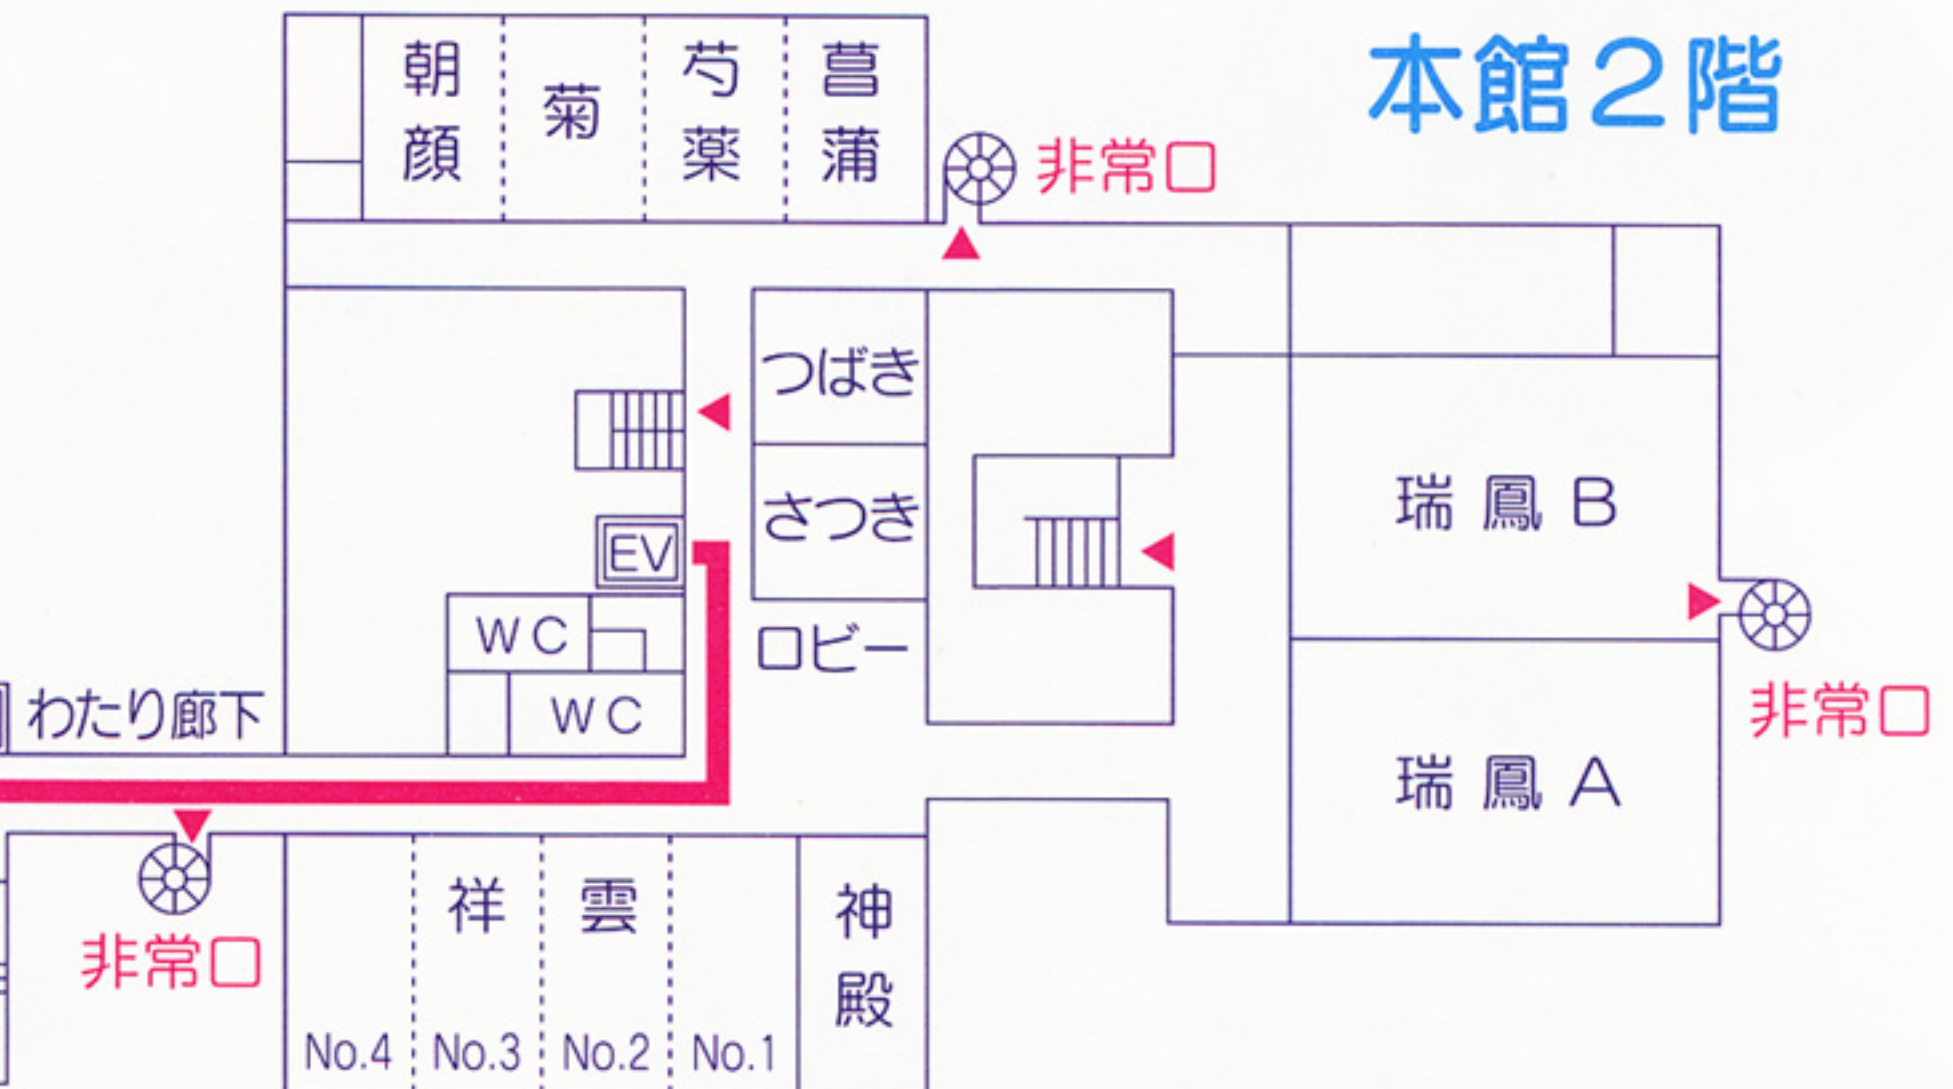 本館2階
朝顔
菊
芍薬
菖蒲
非常口
つばき
さつき
EV
WC
WC
ロビー
瑞鳳B
瑞鳳A
非常口
わたり廊下
非常口
祥雲
No.4
No.3
No.2
No.1
神殿